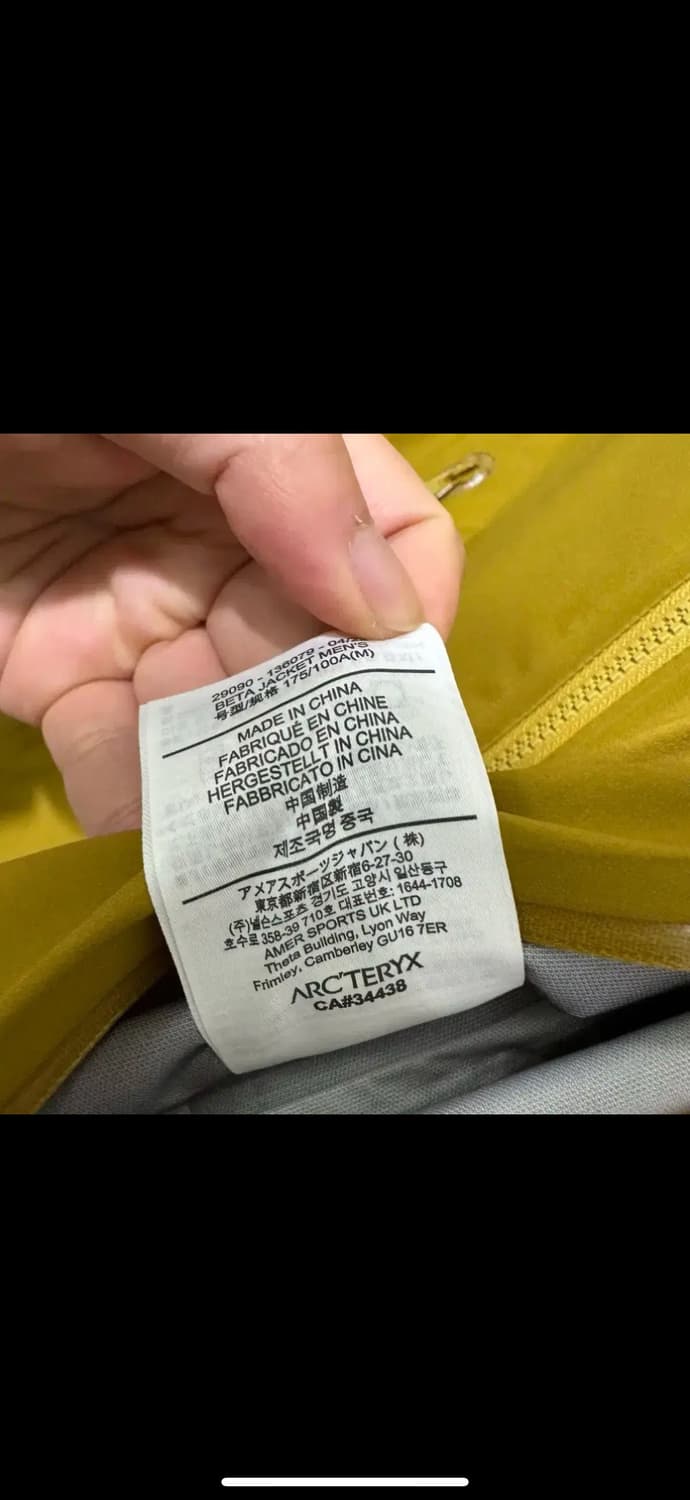 29090 - 136079 - 04/
BETA JACKET MEN'S
号型/规格 175/100A(M)
MADE IN CHINA
FABRIQUÉ EN CHINE
FABRICADO EN CHINA
HERGESTELLT IN CHINA
FABBRICATO IN CINA
中国制造
中国製
제조국명 중국
アメアスポーツジャパン (株)
東京都新宿区新宿6-27-30
(주)넬슨스포츠 경기도 고양시 일산동구
호수로 358-39 710호 대표번호: 1644-1708
AMER SPORTS UK LTD
Theta Building, Lyon Way
Frimley, Camberley GU16 7ER
ARC'TERYX
CA#34438